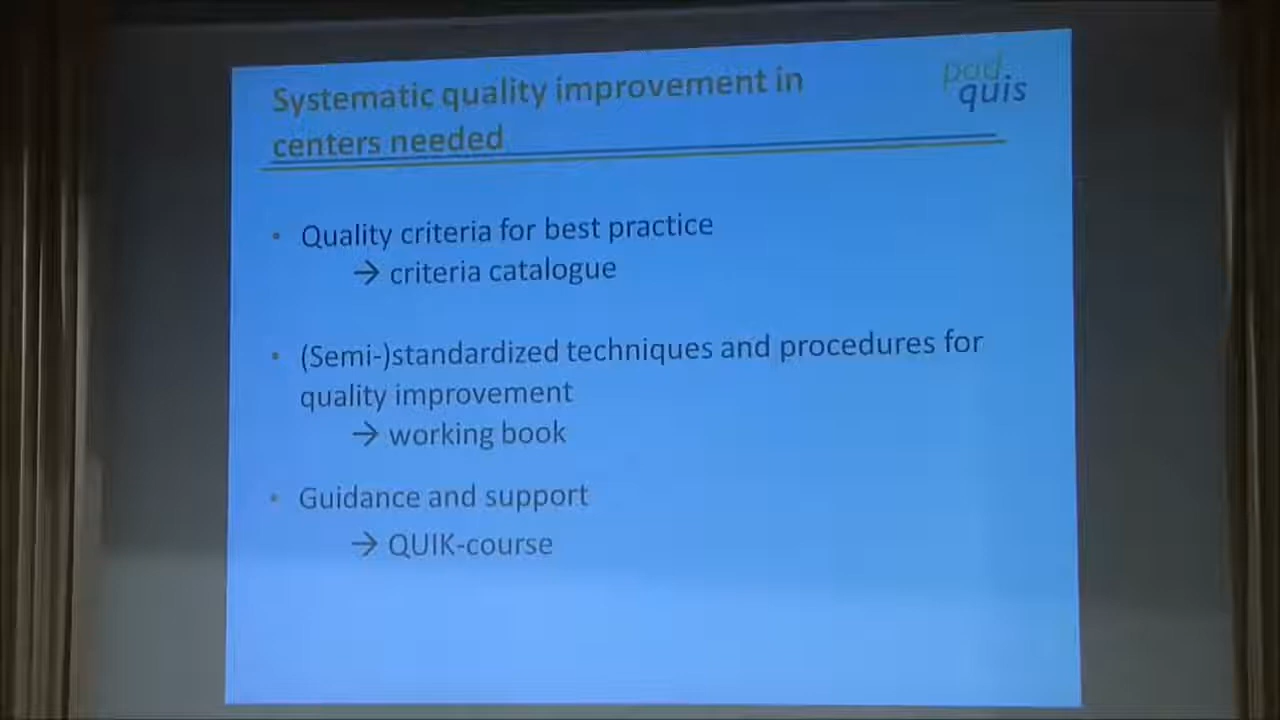 Systematic quality improvement in
centers needed
pad
quis
• Quality criteria for best practice
→ criteria catalogue
• (Semi-)standardized techniques and procedures for
quality improvement
→ working book
• Guidance and support
→ QUIK-course